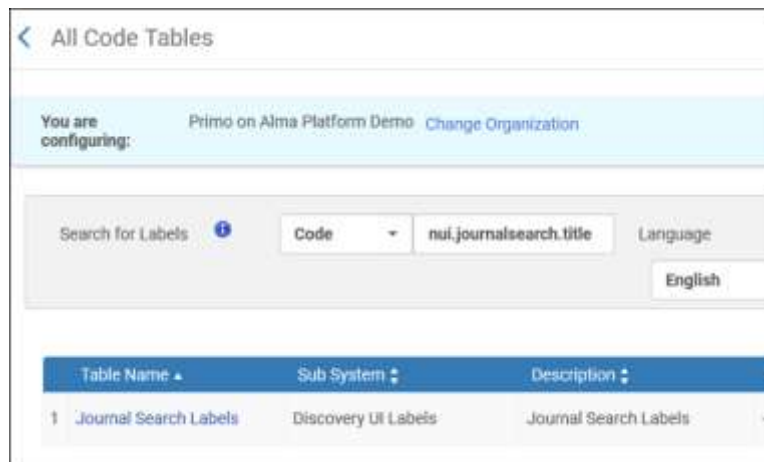 All Code Tables
You are configuring: Primo on Alma Platform Demo Change Organization
Search for Labels Code nui.journalsearch.title Language
English
Table Name Sub System Description
1 Journal Search Labels Discovery UI Labels Journal Search Labels